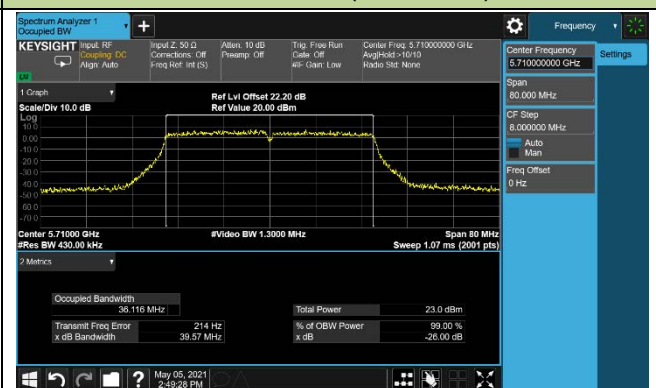 Spectrum Analyzer 1
Occupied BW
+
Frequency
KEYSIGHT
Input: RF
Coupling: DC
Align: Auto
Input Z: 50 Ω
Corrections: Off
Freq Ref: Int (S)
Atten: 10 dB
Preamp: Off
Trig: Free Run
Gate: Off
#IF Gain: Low
Center Freq: 5.710000000 GHz
Avg|Hold:>10/10
Radio Std: None
Center Frequency
5.710000000 GHz
Settings
Span
80.000 MHz
CF Step
8.000000 MHz
Auto
Man
Freq Offset
0 Hz
1 Graph
Scale/Div 10.0 dB
Ref Lvl Offset 22.20 dB
Ref Value 20.00 dBm
Log
10.0
0.00
-10.0
-20.0
-30.0
-40.0
-50.0
-60.0
-70.0
Center 5.71000 GHz
#Video BW 1.3000 MHz
Span 80 MHz
#Res BW 430.00 kHz
Sweep 1.07 ms (2001 pts)
2 Metrics
Occupied Bandwidth
36.116 MHz
Total Power
23.0 dBm
Transmit Freq Error
214 Hz
% of OBW Power
99.00 %
x dB Bandwidth
39.57 MHz
x dB
-26.00 dB
?
May 05, 2021
2:49:28 PM